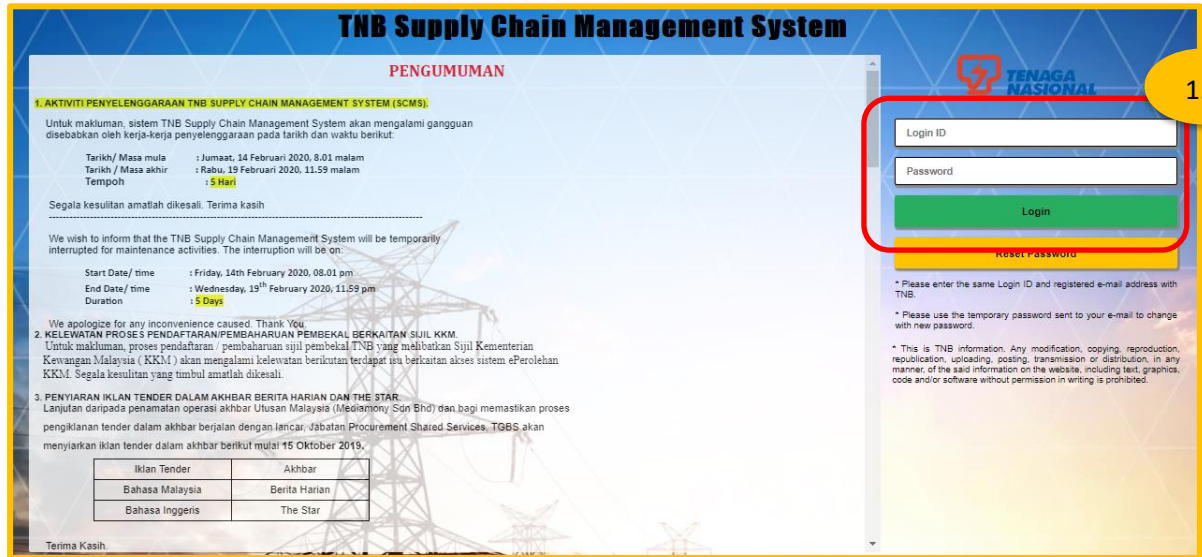 TNB Supply Chain Management System
PENGUMUMAN
1. AKTIVITI PENYELENGGARAAN TNB SUPPLY CHAIN MANAGEMENT SYSTEM (SCMS).
Untuk makluman, sistem TNB Supply Chain Management System akan mengalami gangguan
disebabkan oleh kerja-kerja penyelenggaraan pada tarikh dan waktu berikut:
Tarikh/ Masa mula : Jumaat, 14 Februari 2020, 8.01 malam
Tarikh / Masa akhir : Rabu, 19 Februari 2020, 11.59 malam
Tempoh : 5 Hari
Segala kesulitan amatlah dikesali. Terima kasih
We wish to inform that the TNB Supply Chain Management System will be temporarily
interrupted for maintenance activities. The interruption will be on:
Start Date/ time : Friday, 14th February 2020, 08.01 pm
End Date/ time : Wednesday, 19th February 2020, 11.59 pm
Duration : 5 Days
We apologize for any inconvenience caused. Thank You.
2. KELEWATAN PROSES PENDAFTARAN/PEMBAHARUAN PEMBEKAL BERKAITAN SIJIL KKM.
Untuk makluman, proses pendaftaran / pembaharuan sijil pembekal TNB yang melibatkan Sijil Kementerian
Kewangan Malaysia ( KKM ) akan mengalami kelewatan berikutan terdapat isu berkaitan akses sistem ePerolehan
KKM. Segala kesulitan yang timbul amatlah dikesali.
3. PENYIARAN IKLAN TENDER DALAM AKHBAR BERITA HARIAN DAN THE STAR.
Lanjutan daripada penamatan operasi akhbar Utusan Malaysia (Mediamony Sdn Bhd) dan bagi memastikan proses
pengiklanan tender dalam akhbar berjalan dengan lancar, Jabatan Procurement Shared Services, TGBS akan
menyiarkan iklan tender dalam akhbar berikut mulai 15 Oktober 2019.
Iklan Tender Akhbar
Bahasa Malaysia Berita Harian
Bahasa Inggeris The Star
Terima Kasih.
TENAGA
NASIONAL
1
Login ID
Password
Login
Reset Password
* Please enter the same Login ID and registered e-mail address with
TNB.
* Please use the temporary password sent to your e-mail to change
with new password.
* This is TNB information. Any modification, copying, reproduction,
republication, uploading, posting, transmission or distribution, in any
manner, of the said information on the website, including text, graphics,
code and/or software without permission in writing is prohibited.